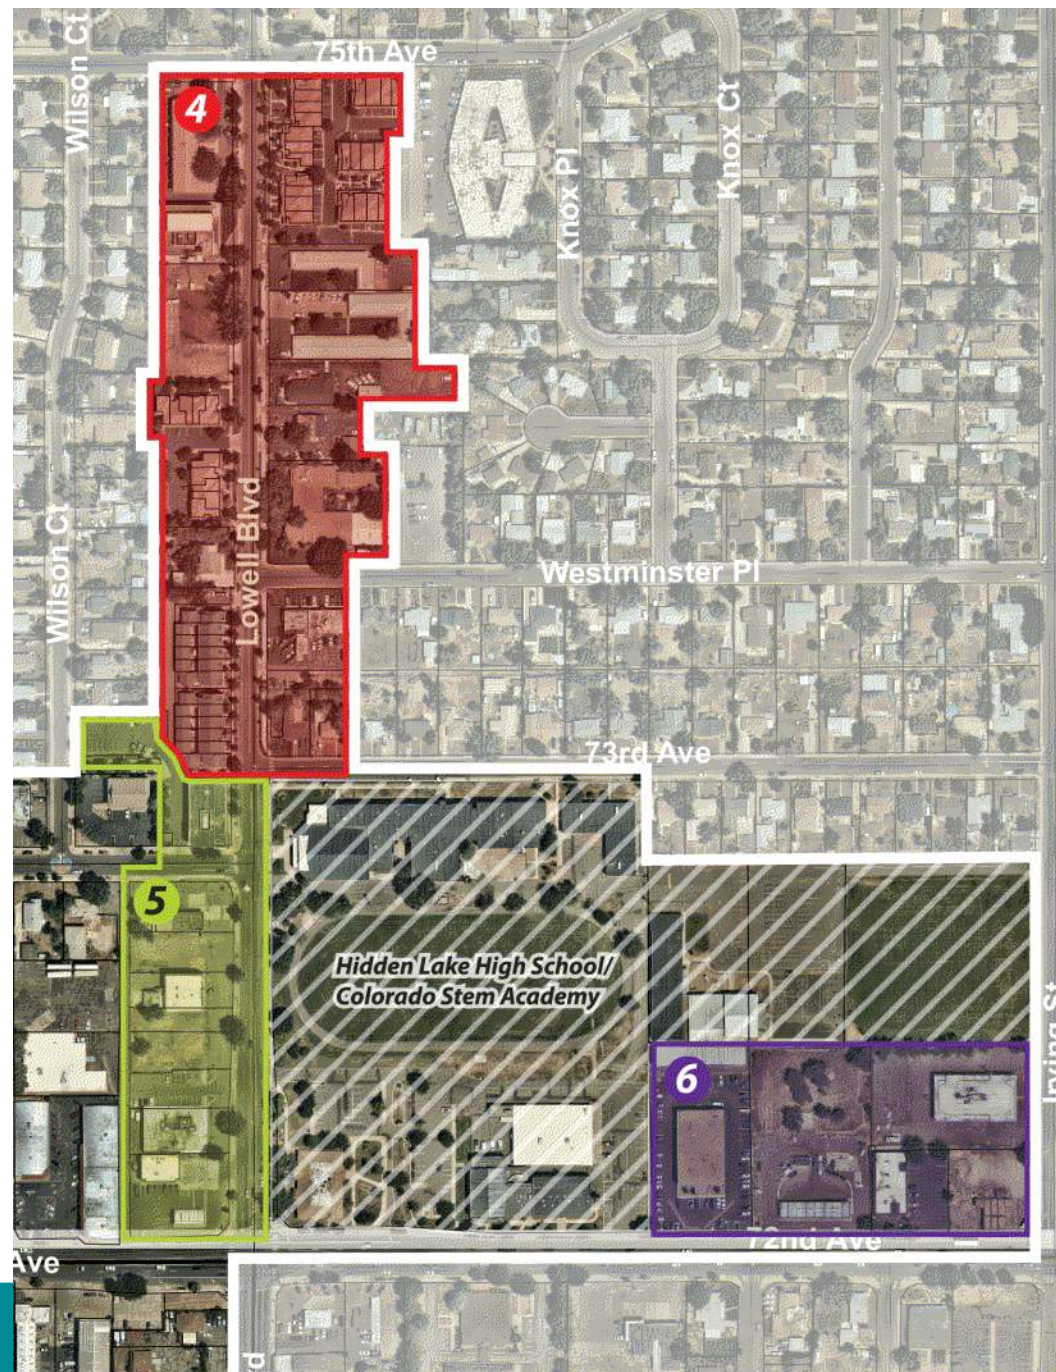 Wilson Ct
75th Ave
4
Knox Pl
Knox Ct
Wilson Ct
Lowell Blvd
Westminster Pl
73rd Ave
5
Hidden Lake High School/
Colorado Stem Academy
Irving St
6
72nd Ave
Ave
rd